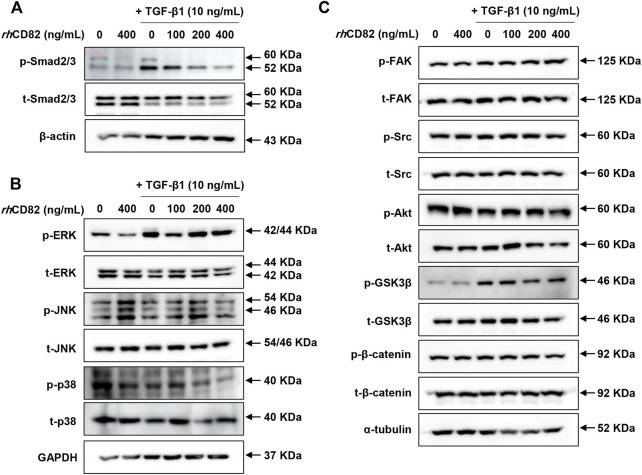 A
+ TGF-β1 (10 ng/mL)
rhCD82 (ng/mL) 0 400 0 100 200 400
p-Smad2/3 60 KDa
52 KDa
t-Smad2/3 60 KDa
52 KDa
β-actin 43 KDa
B
+ TGF-β1 (10 ng/mL)
rhCD82 (ng/mL) 0 400 0 100 200 400
p-ERK 42/44 KDa
t-ERK 44 KDa
42 KDa
p-JNK 54 KDa
46 KDa
t-JNK 54/46 KDa
p-p38 40 KDa
t-p38 40 KDa
GAPDH 37 KDa
C
+ TGF-β1 (10 ng/mL)
rhCD82 (ng/mL) 0 400 0 100 200 400
p-FAK 125 KDa
t-FAK 125 KDa
p-Src 60 KDa
t-Src 60 KDa
p-Akt 60 KDa
t-Akt 60 KDa
p-GSK3β 46 KDa
t-GSK3β 46 KDa
p-β-catenin 92 KDa
t-β-catenin 92 KDa
α-tubulin 52 KDa